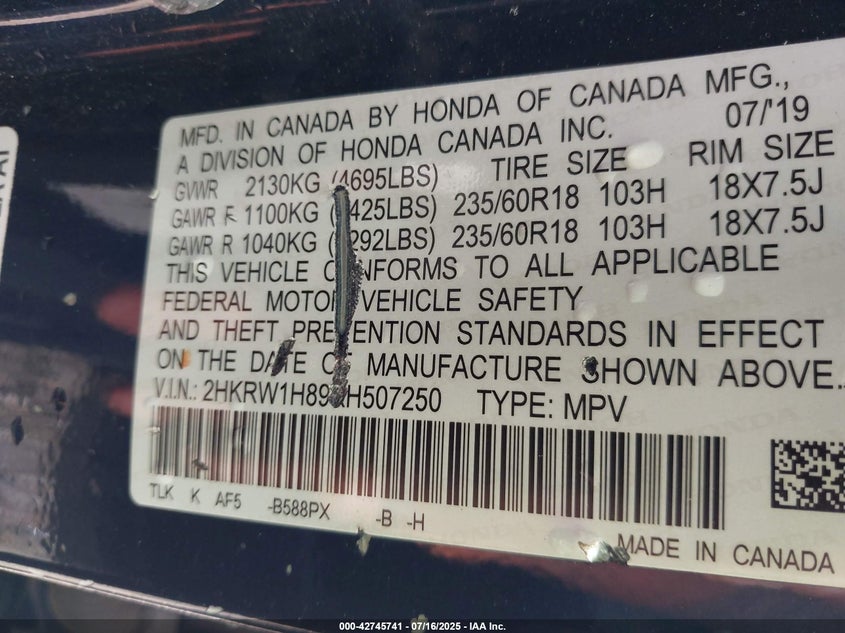 MFD. IN CANADA BY HONDA OF CANADA MFG.,
A DIVISION OF HONDA CANADA INC. 07/'19
GVWR 2130KG (4695LBS) TIRE SIZE RIM SIZE
GAWR F 1100KG 235/60R18 103H 18X7.5J
GAWR R 1040KG 235/60R18 103H 18X7.5J
THIS VEHICLE CONFORMS TO ALL APPLICABLE
FEDERAL MOTOR VEHICLE SAFETY
AND THEFT PREVENTION STANDARDS IN EFFECT
ON THE DATE OF MANUFACTURE SHOWN ABOVE.
V.I.N.: TYPE: MPV
TLK K AF5 -B588PX -B -H
MADE IN CANADA
000-42745741 - 07/16/2025 - IAA Inc.